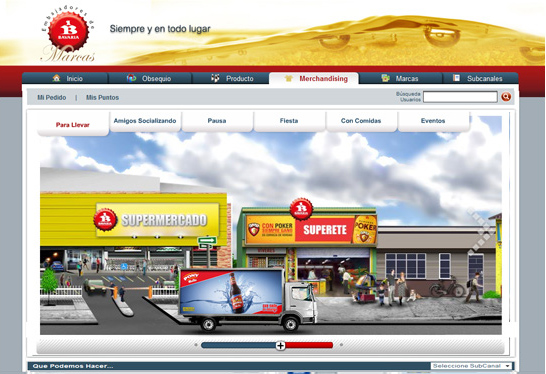 Embajadores de
BAVARIA
Marcas
Siempre y en todo lugar
Inicio
Obsequio
Producto
Merchandising
Marcas
Subcanales
Mi Pedido | Mis Puntos
Búsqueda
Usuarios
Para Llevar
Amigos Socializando
Pausa
Fiesta
Con Comidas
Eventos
SUPERMERCADO
CON POKER
SIEMPRE GANA
SUPERETE
POKER
PONY
Que Podemos Hacer...
Seleccione SubCanal